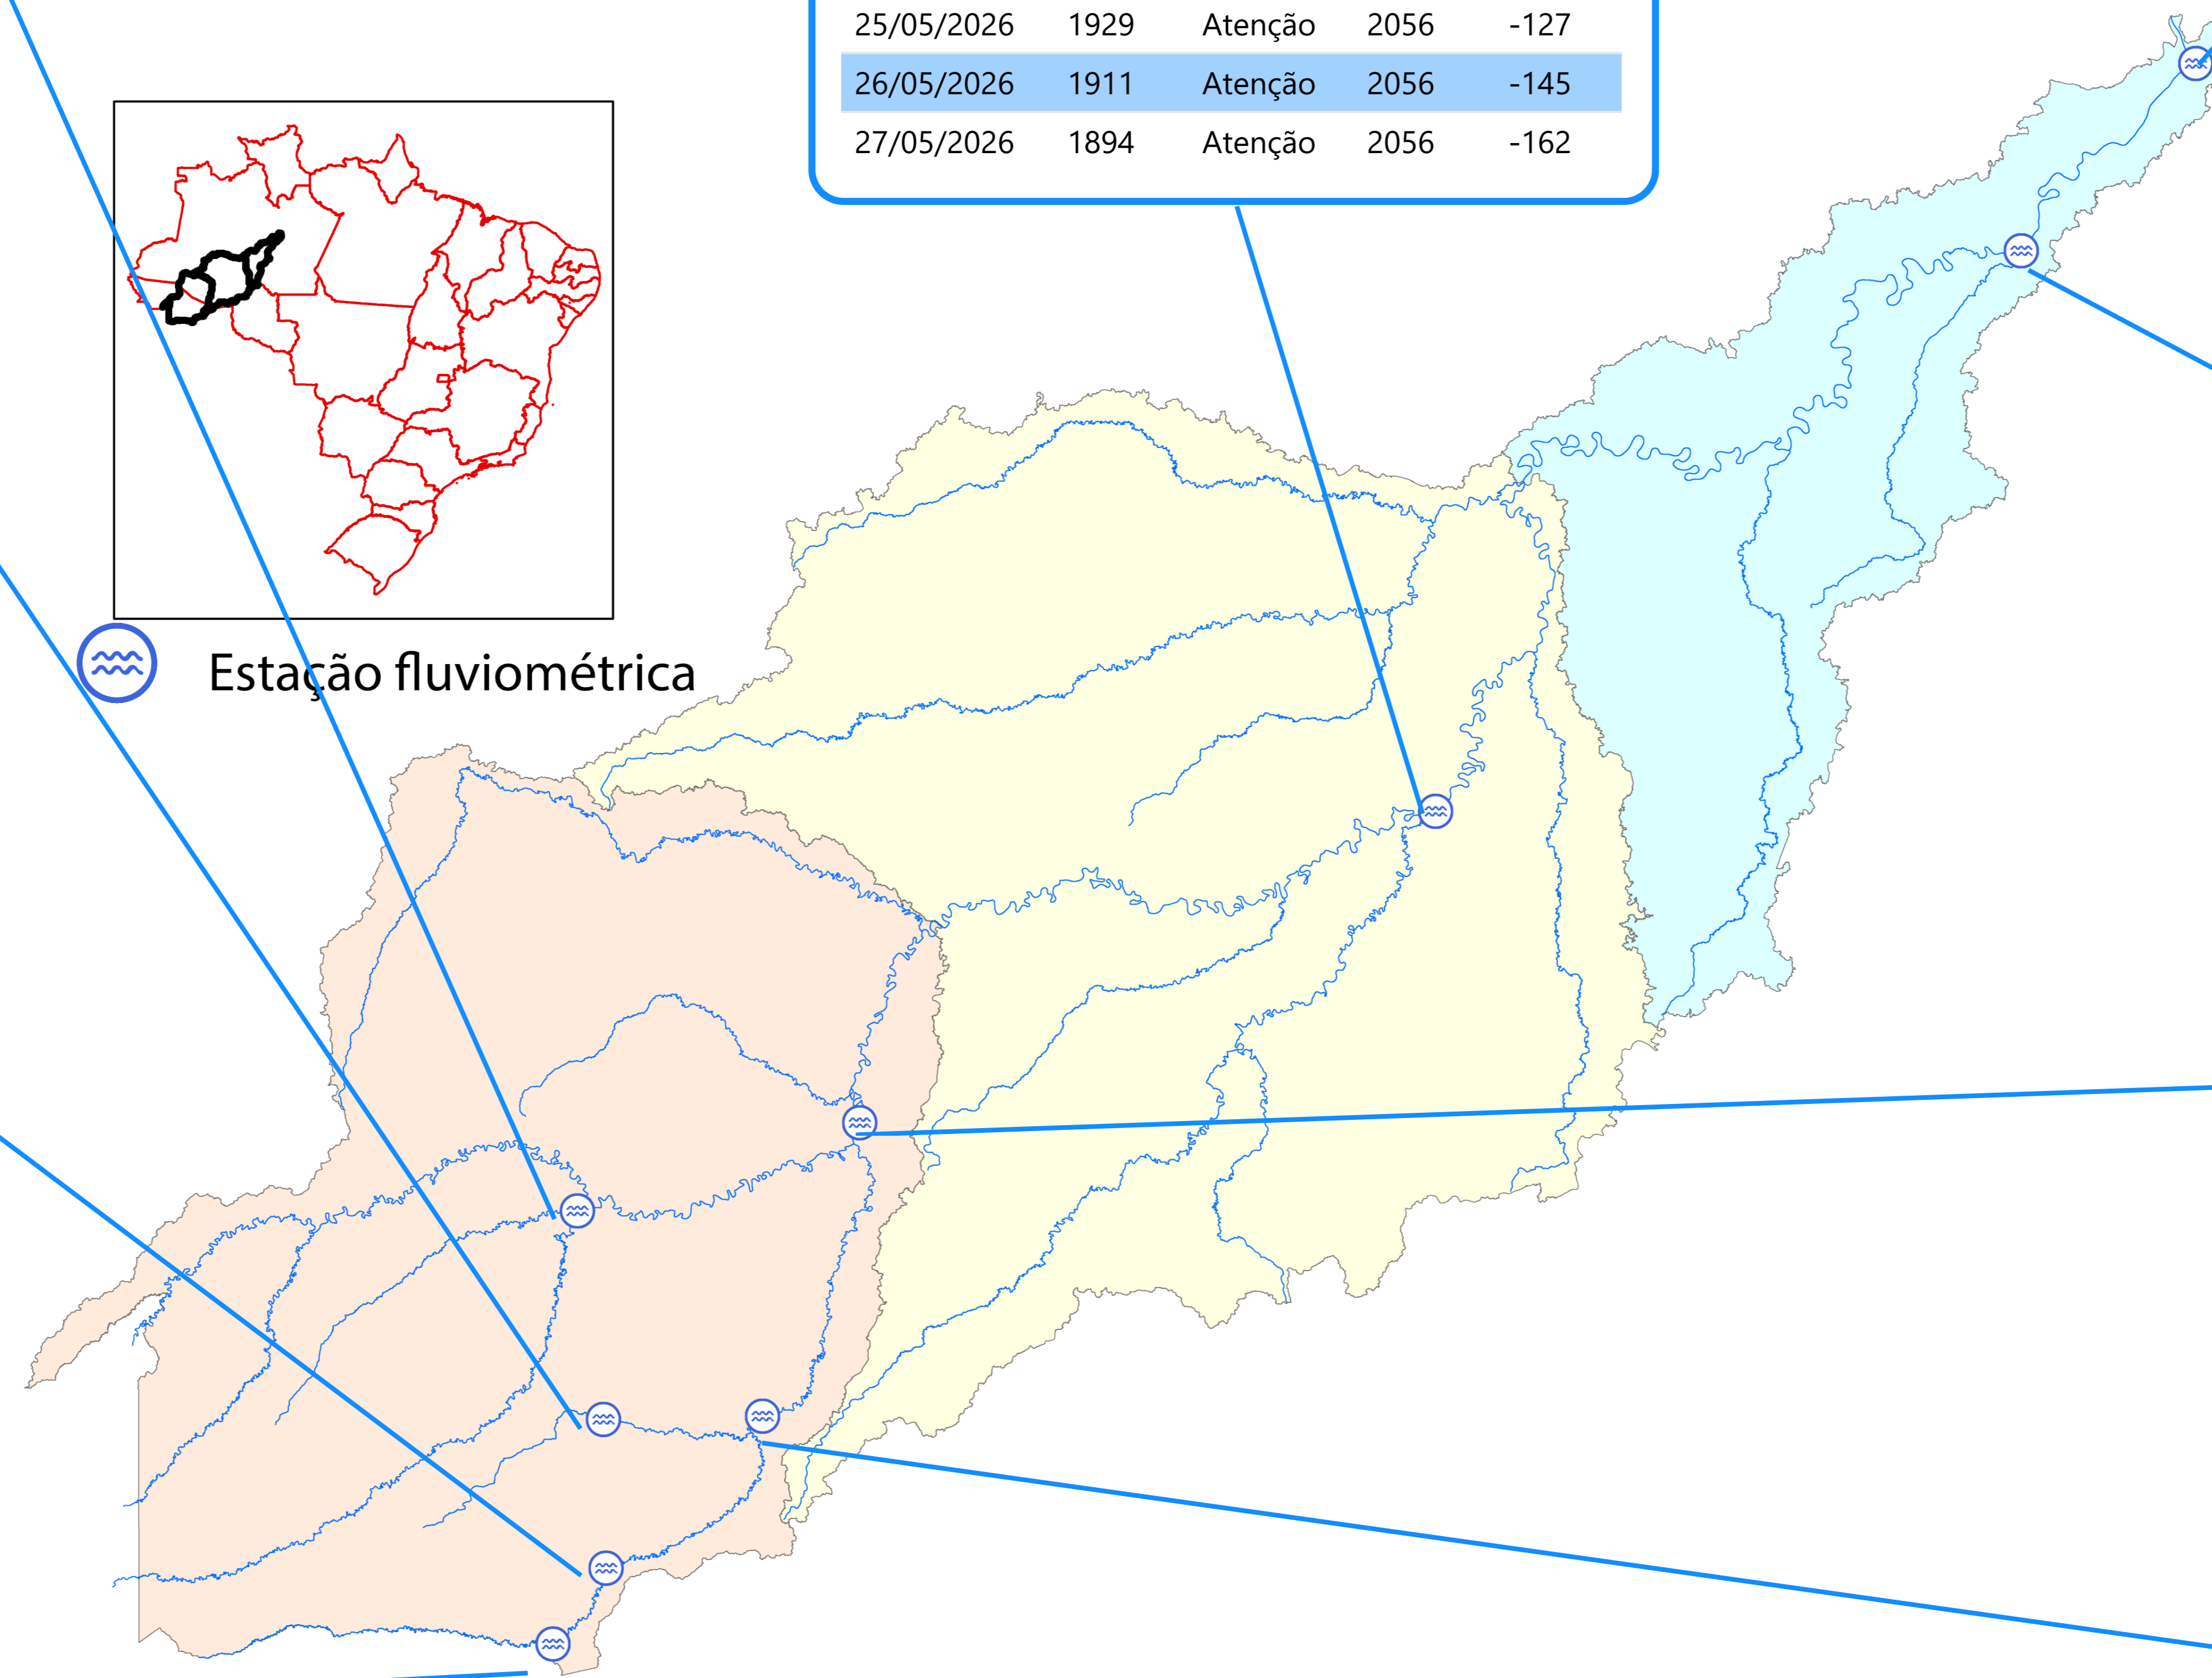 25/05/2026 1929 Atenção 2056 -127
26/05/2026 1911 Atenção 2056 -145
27/05/2026 1894 Atenção 2056 -162
Estação fluviométrica